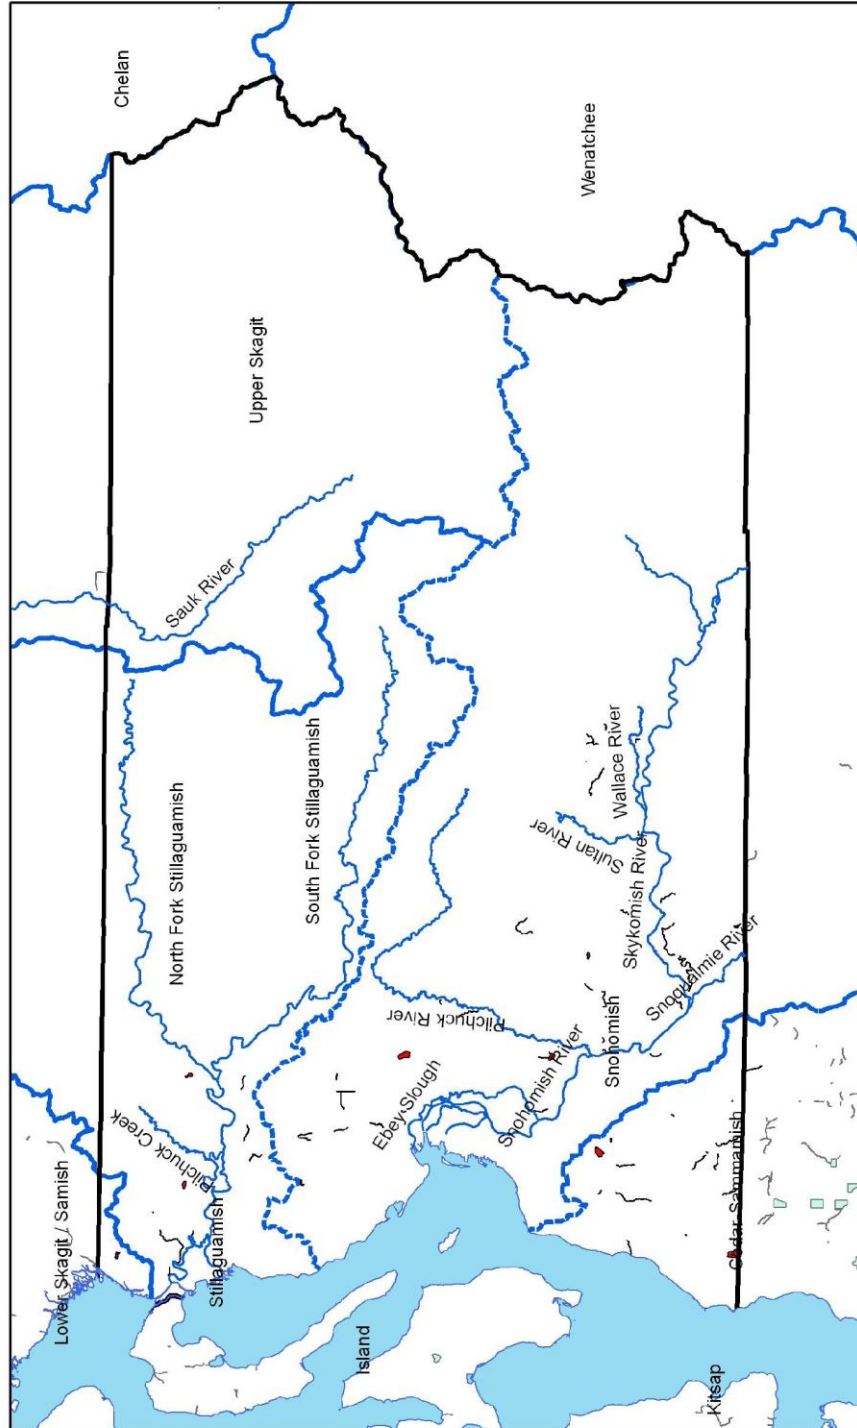 Lower Skagit / Samish
Chelan
Pilchuck Creek
North Fork Stillaguamish
Sauk River
Upper Skagit
Stillaguamish
South Fork Stillaguamish
Island
Ebey Slough
Pilchuck River
Snohomish River
Sultan River
Wallace River
Wenatchee
Snohomish
Skykomish River
Snoqualmie River
Kitsap
Cedar Sammamish